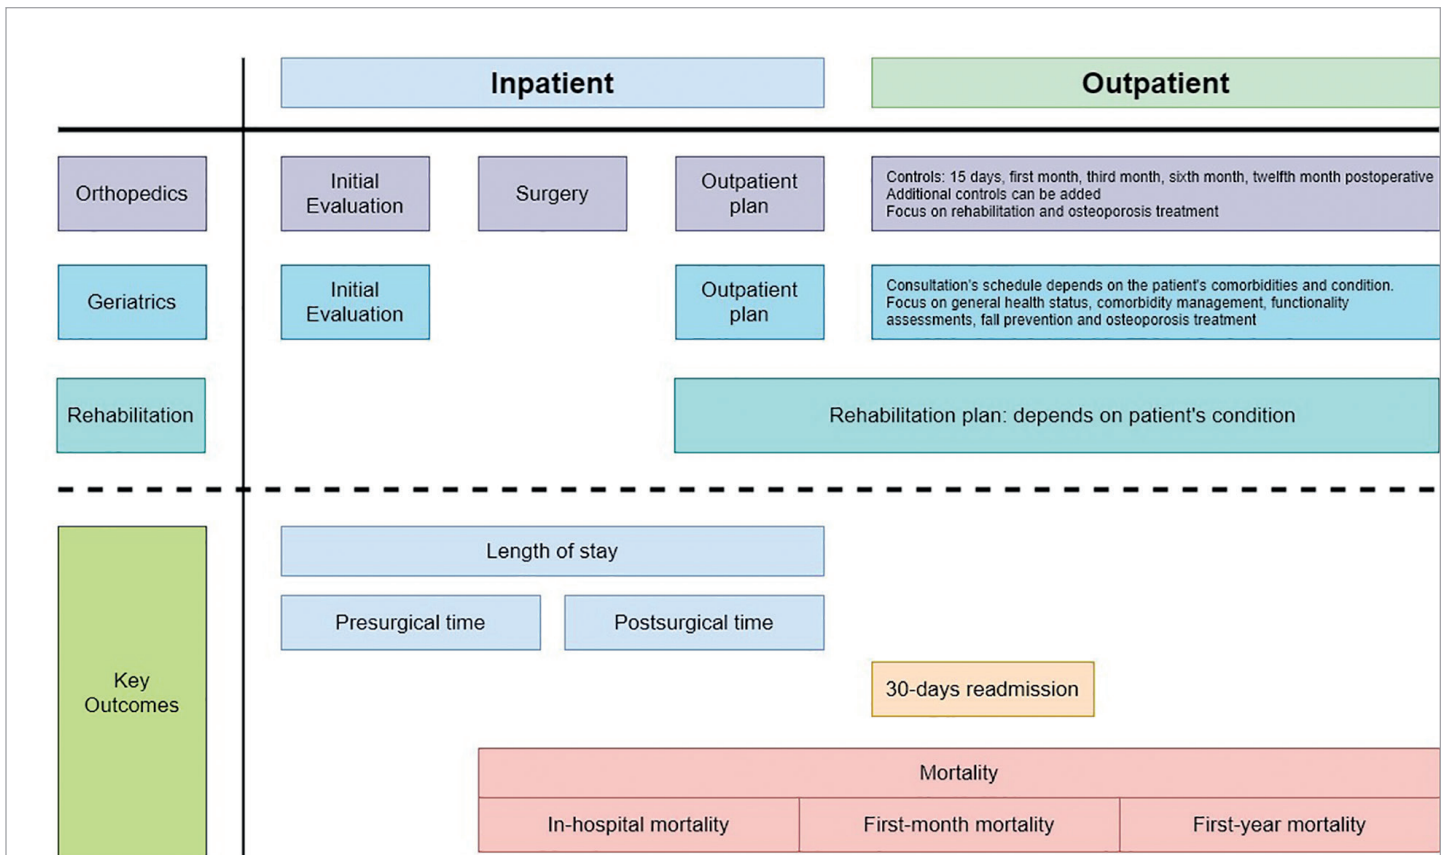 Inpatient
Outpatient
Orthopedics
Initial
Evaluation
Surgery
Outpatient
plan
Controls: 15 days, first month, third month, sixth month, twelfth month postoperative
Additional controls can be added
Focus on rehabilitation and osteoporosis treatment
Geriatrics
Initial
Evaluation
Outpatient
plan
Consultation's schedule depends on the patient's comorbidities and condition.
Focus on general health status, comorbidity management, functionality
assessments, fall prevention and osteoporosis treatment
Rehabilitation
Rehabilitation plan: depends on patient's condition
Key
Outcomes
Length of stay
Presurgical time
Postsurgical time
30-days readmission
Mortality
In-hospital mortality
First-month mortality
First-year mortality